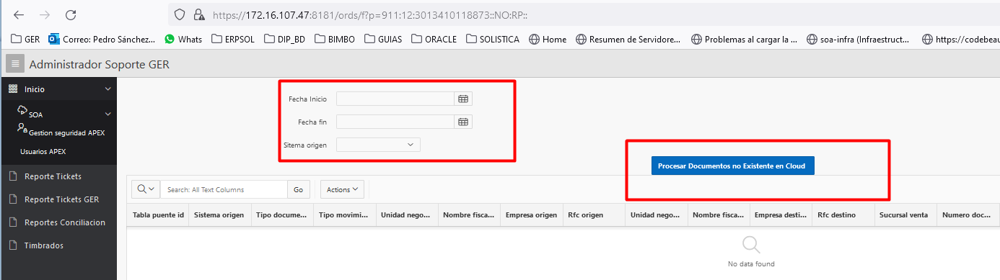 https://172.16.107.47:8181/ords/f?p=911:12:3013410118873::NO:RP::
GER Correo: Pedro Sánchez... Whats ERPSOL DIP_BD BIMBO GUIAS ORACLE SOLISTICA Home Resumen de Servidore... Problemas al cargar la ... soa-infra (Infraestruct... https://codebeau
Administrador Soporte GER
Inicio
SOA
Gestion seguridad APEX
Usuarios APEX
Reporte Tickets
Reporte Tickets GER
Reportes Conciliacion
Timbrados
Fecha Inicio
Fecha fin
Sitema origen
Procesar Documentos no Existente en Cloud
Search: All Text Columns Go Actions
Tabla puente id Sistema origen Tipo docume... Tipo movimi... Unidad nego... Nombre fisca... Empresa origen Rfc origen Unidad nego... Nombre fisca... Empresa desti... Rfc destino Sucursal venta Numero doc...
No data found